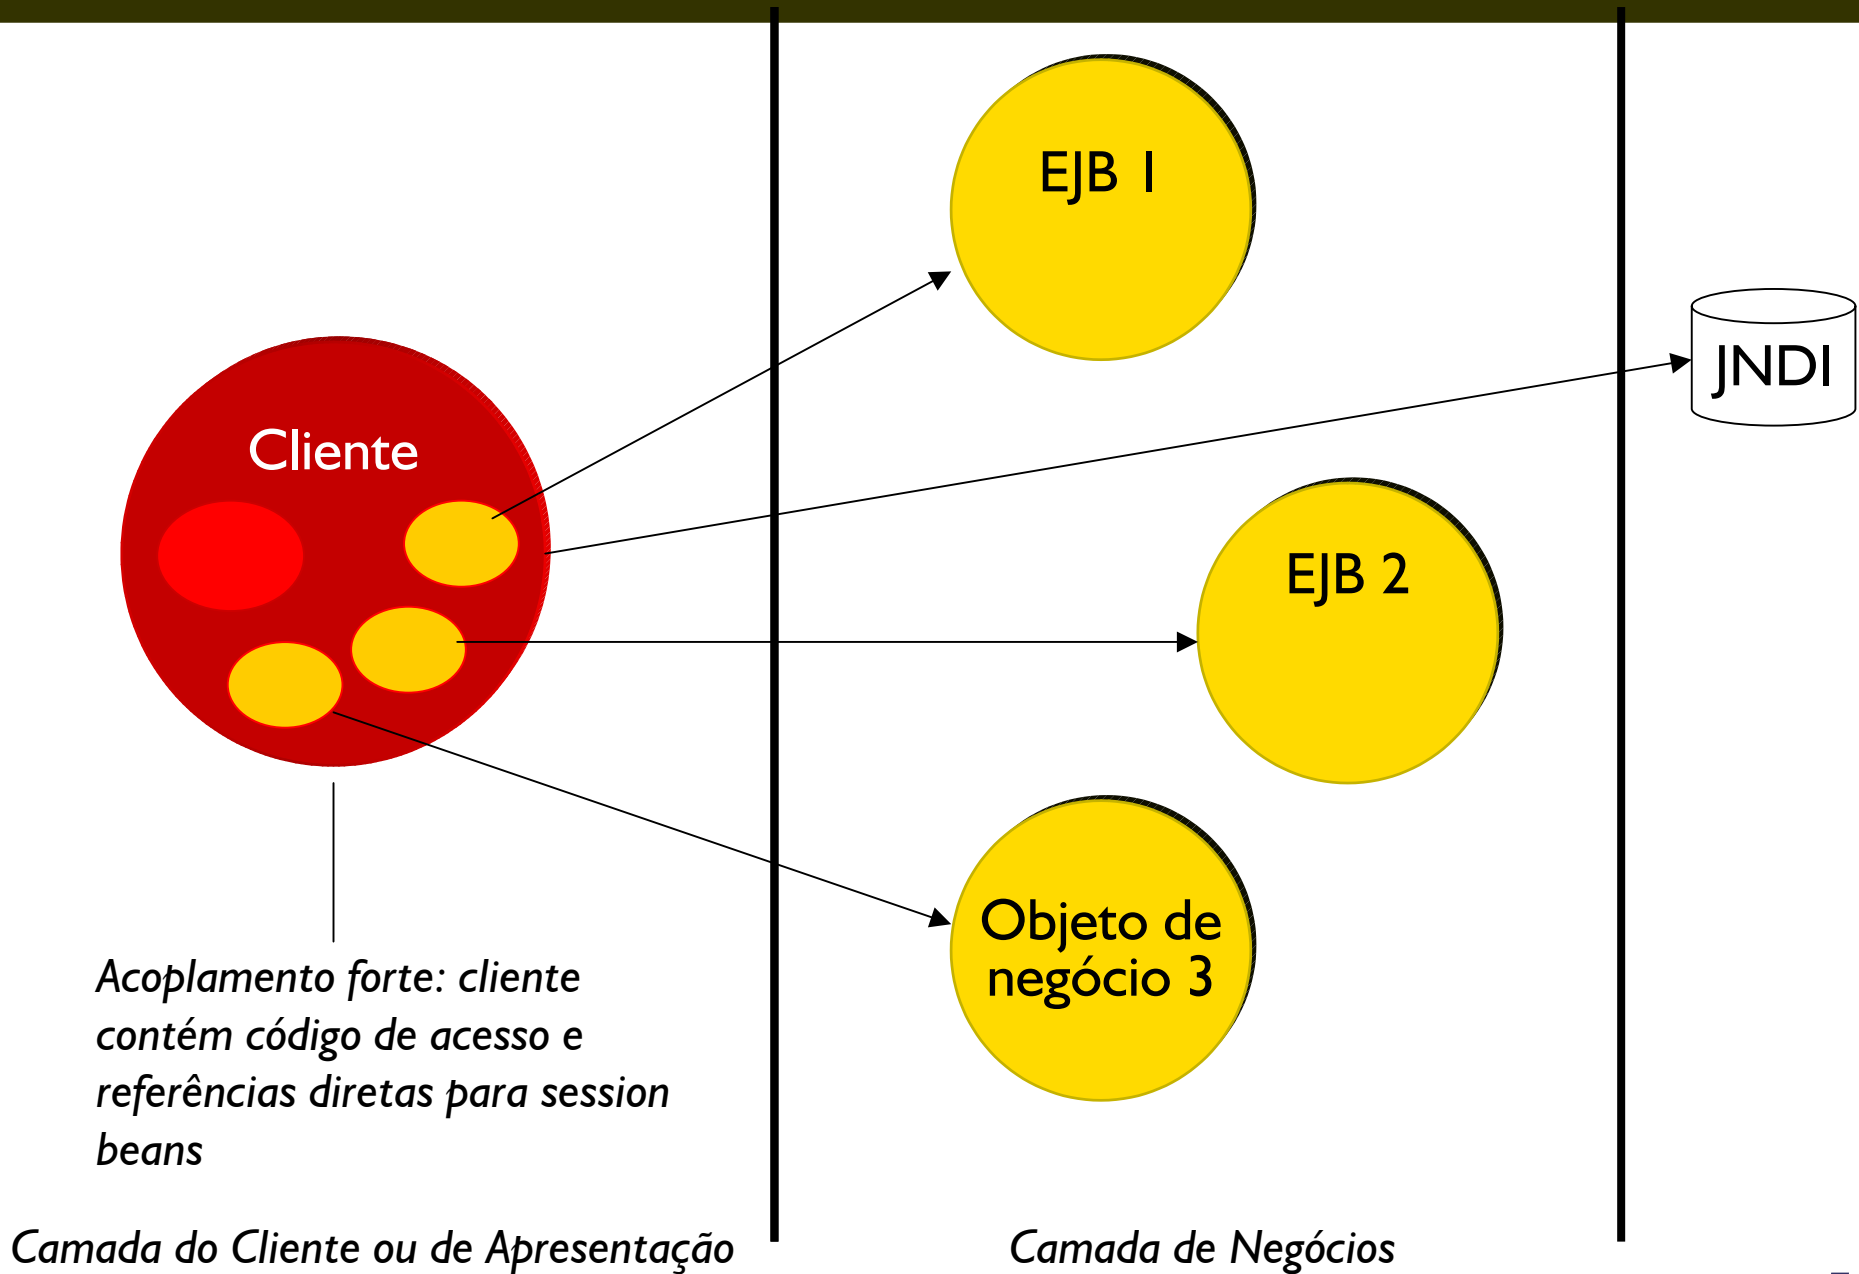 EJB 1
JNDI
Cliente
EJB 2
Objeto de
negócio 3
Acoplamento forte: cliente
contém código de acesso e
referências diretas para session
beans
Camada do Cliente ou de Apresentação
Camada de Negócios